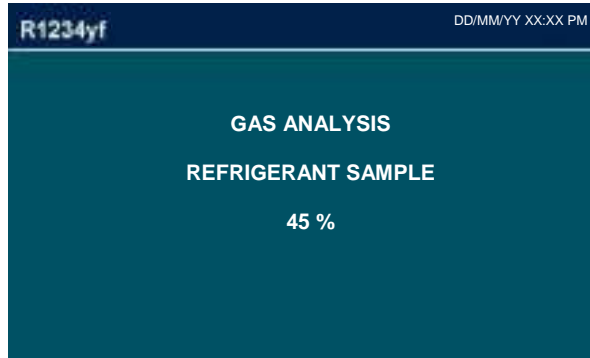 R1234yf
DD/MM/YY XX:XX PM
GAS ANALYSIS
REFRIGERANT SAMPLE
45 %